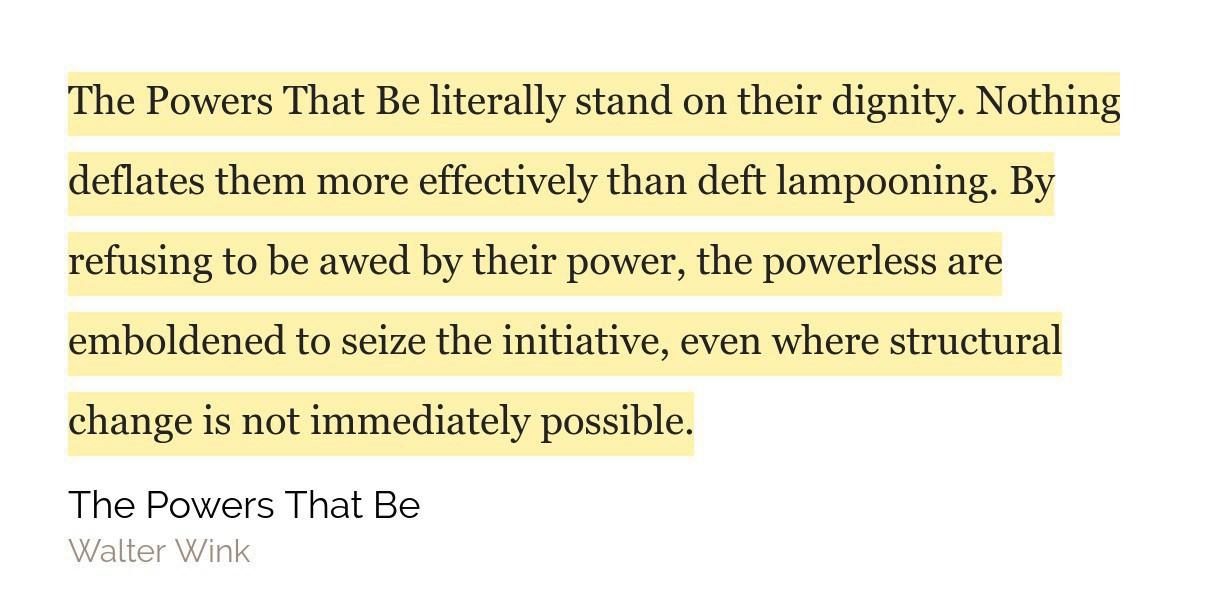 The Powers That Be literally stand on their dignity. Nothing
deflates them more effectively than deft lampooning. By
refusing to be awed by their power, the powerless are
emboldened to seize the initiative, even where structural
change is not immediately possible.
The Powers That Be
Walter Wink